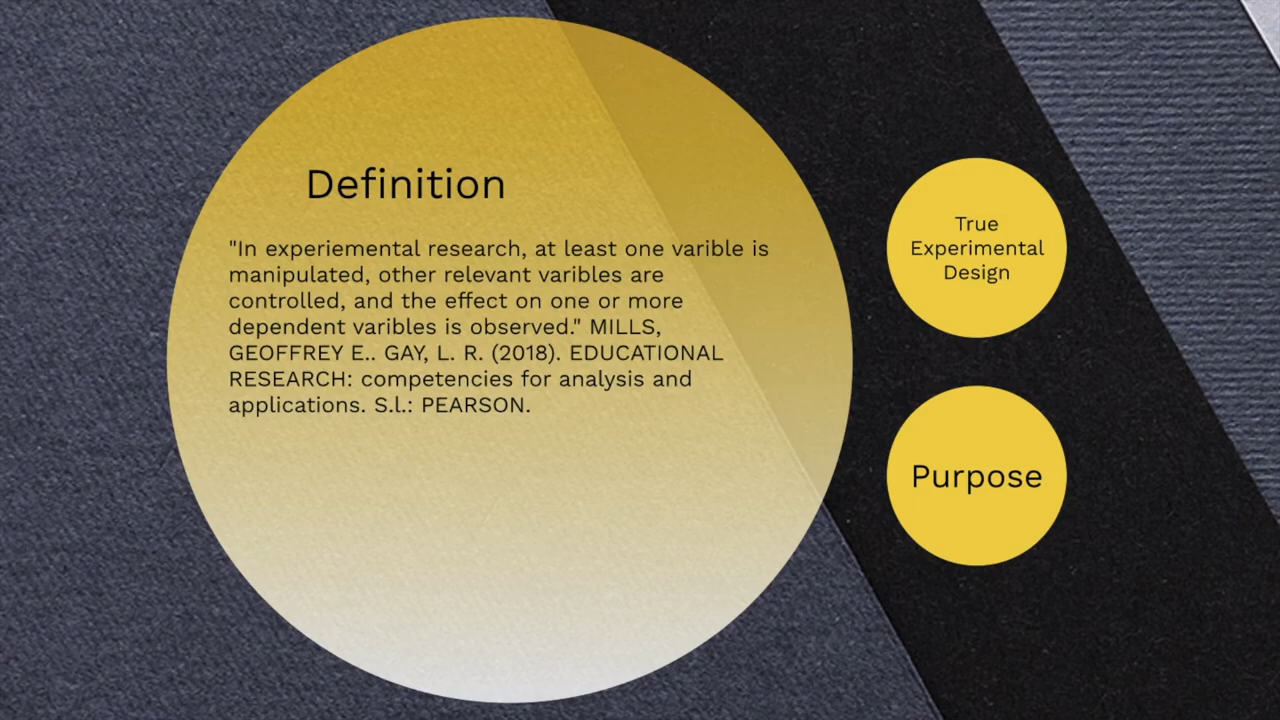 Definition
"In experiemental research, at least one varible is
manipulated, other relevant varibles are
controlled, and the effect on one or more
dependent varibles is observed." MILLS,
GEOFFREY E.. GAY, L. R. (2018). EDUCATIONAL
RESEARCH: competencies for analysis and
applications. S.l.: PEARSON.
True
Experimental
Design
Purpose